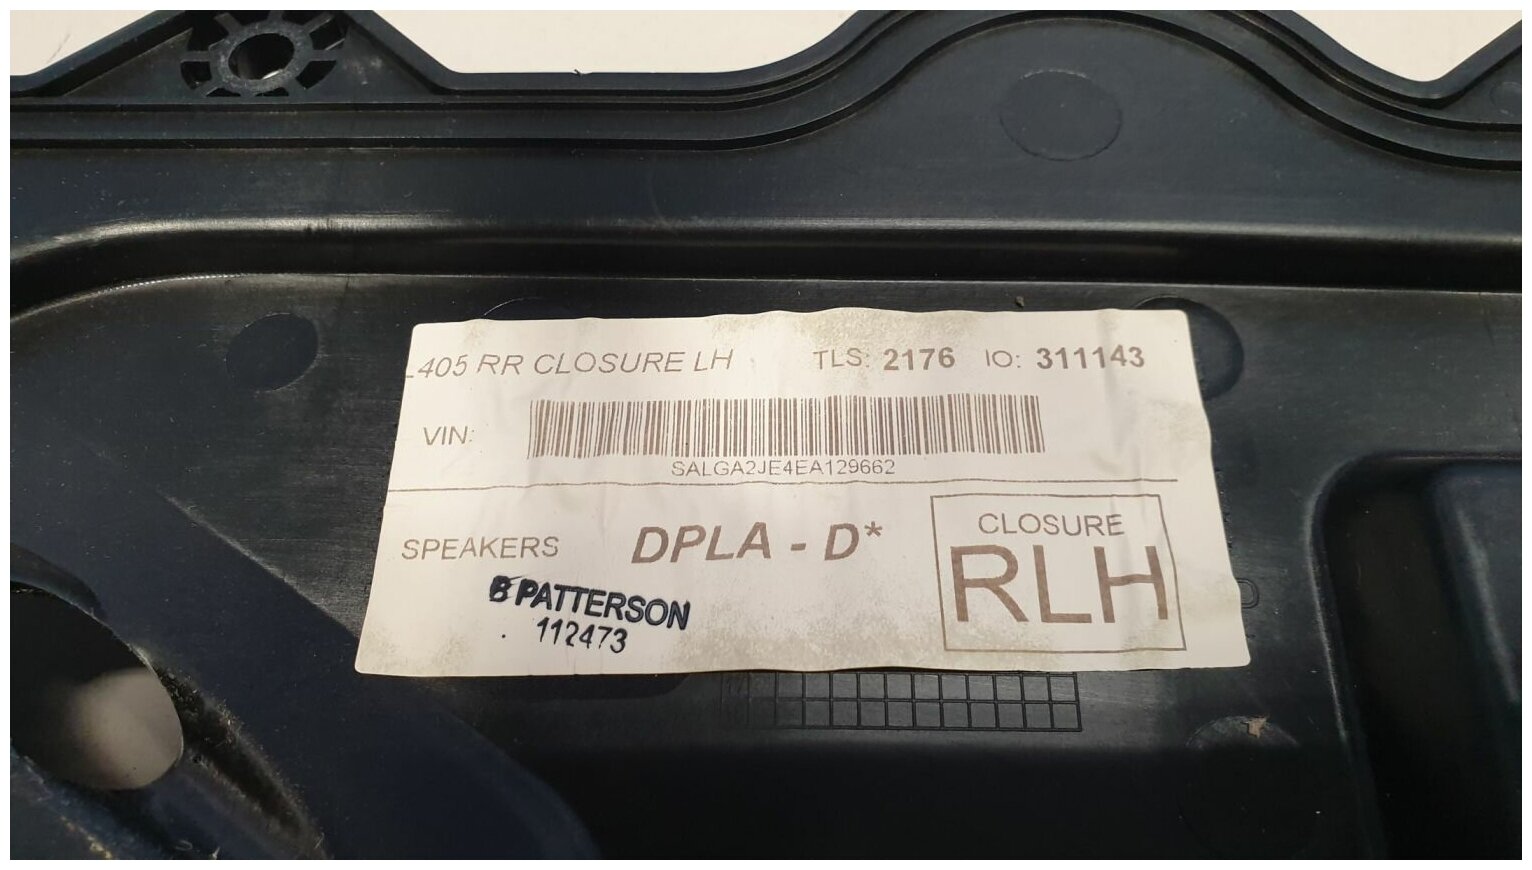 L405 RR CLOSURE LH TLS: 2176 IO: 311143
VIN:
SALGA2JE4EA129662
SPEAKERS DPLA - D*
CLOSURE
RLH
B PATTERSON
112473